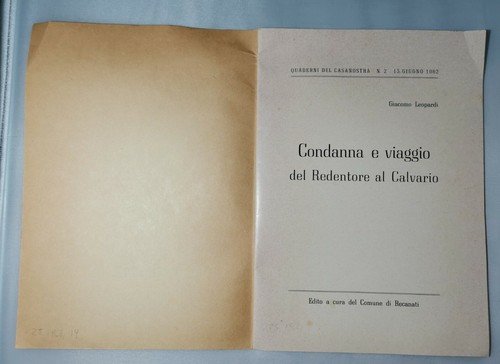 QUADERNI DEL CASANOSTRA N 2 15 GIUGNO 1962
Giacomo Leopardi
Condanna e viaggio
del Redentore al Calvario
Edito a cura del Comune di Recanati